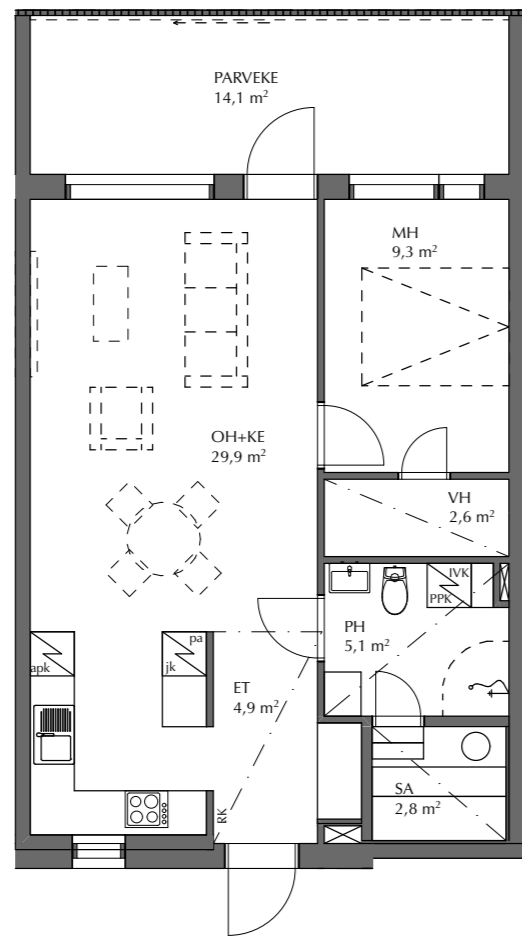 PARVEKE
14,1 m²
MH
9,3 m²
OH+KE
29,9 m²
VH
2,6 m²
IVK
PPK
PH
5,1 m²
pa
apk
jk
ET
4,9 m²
SA
2,8 m²
RK